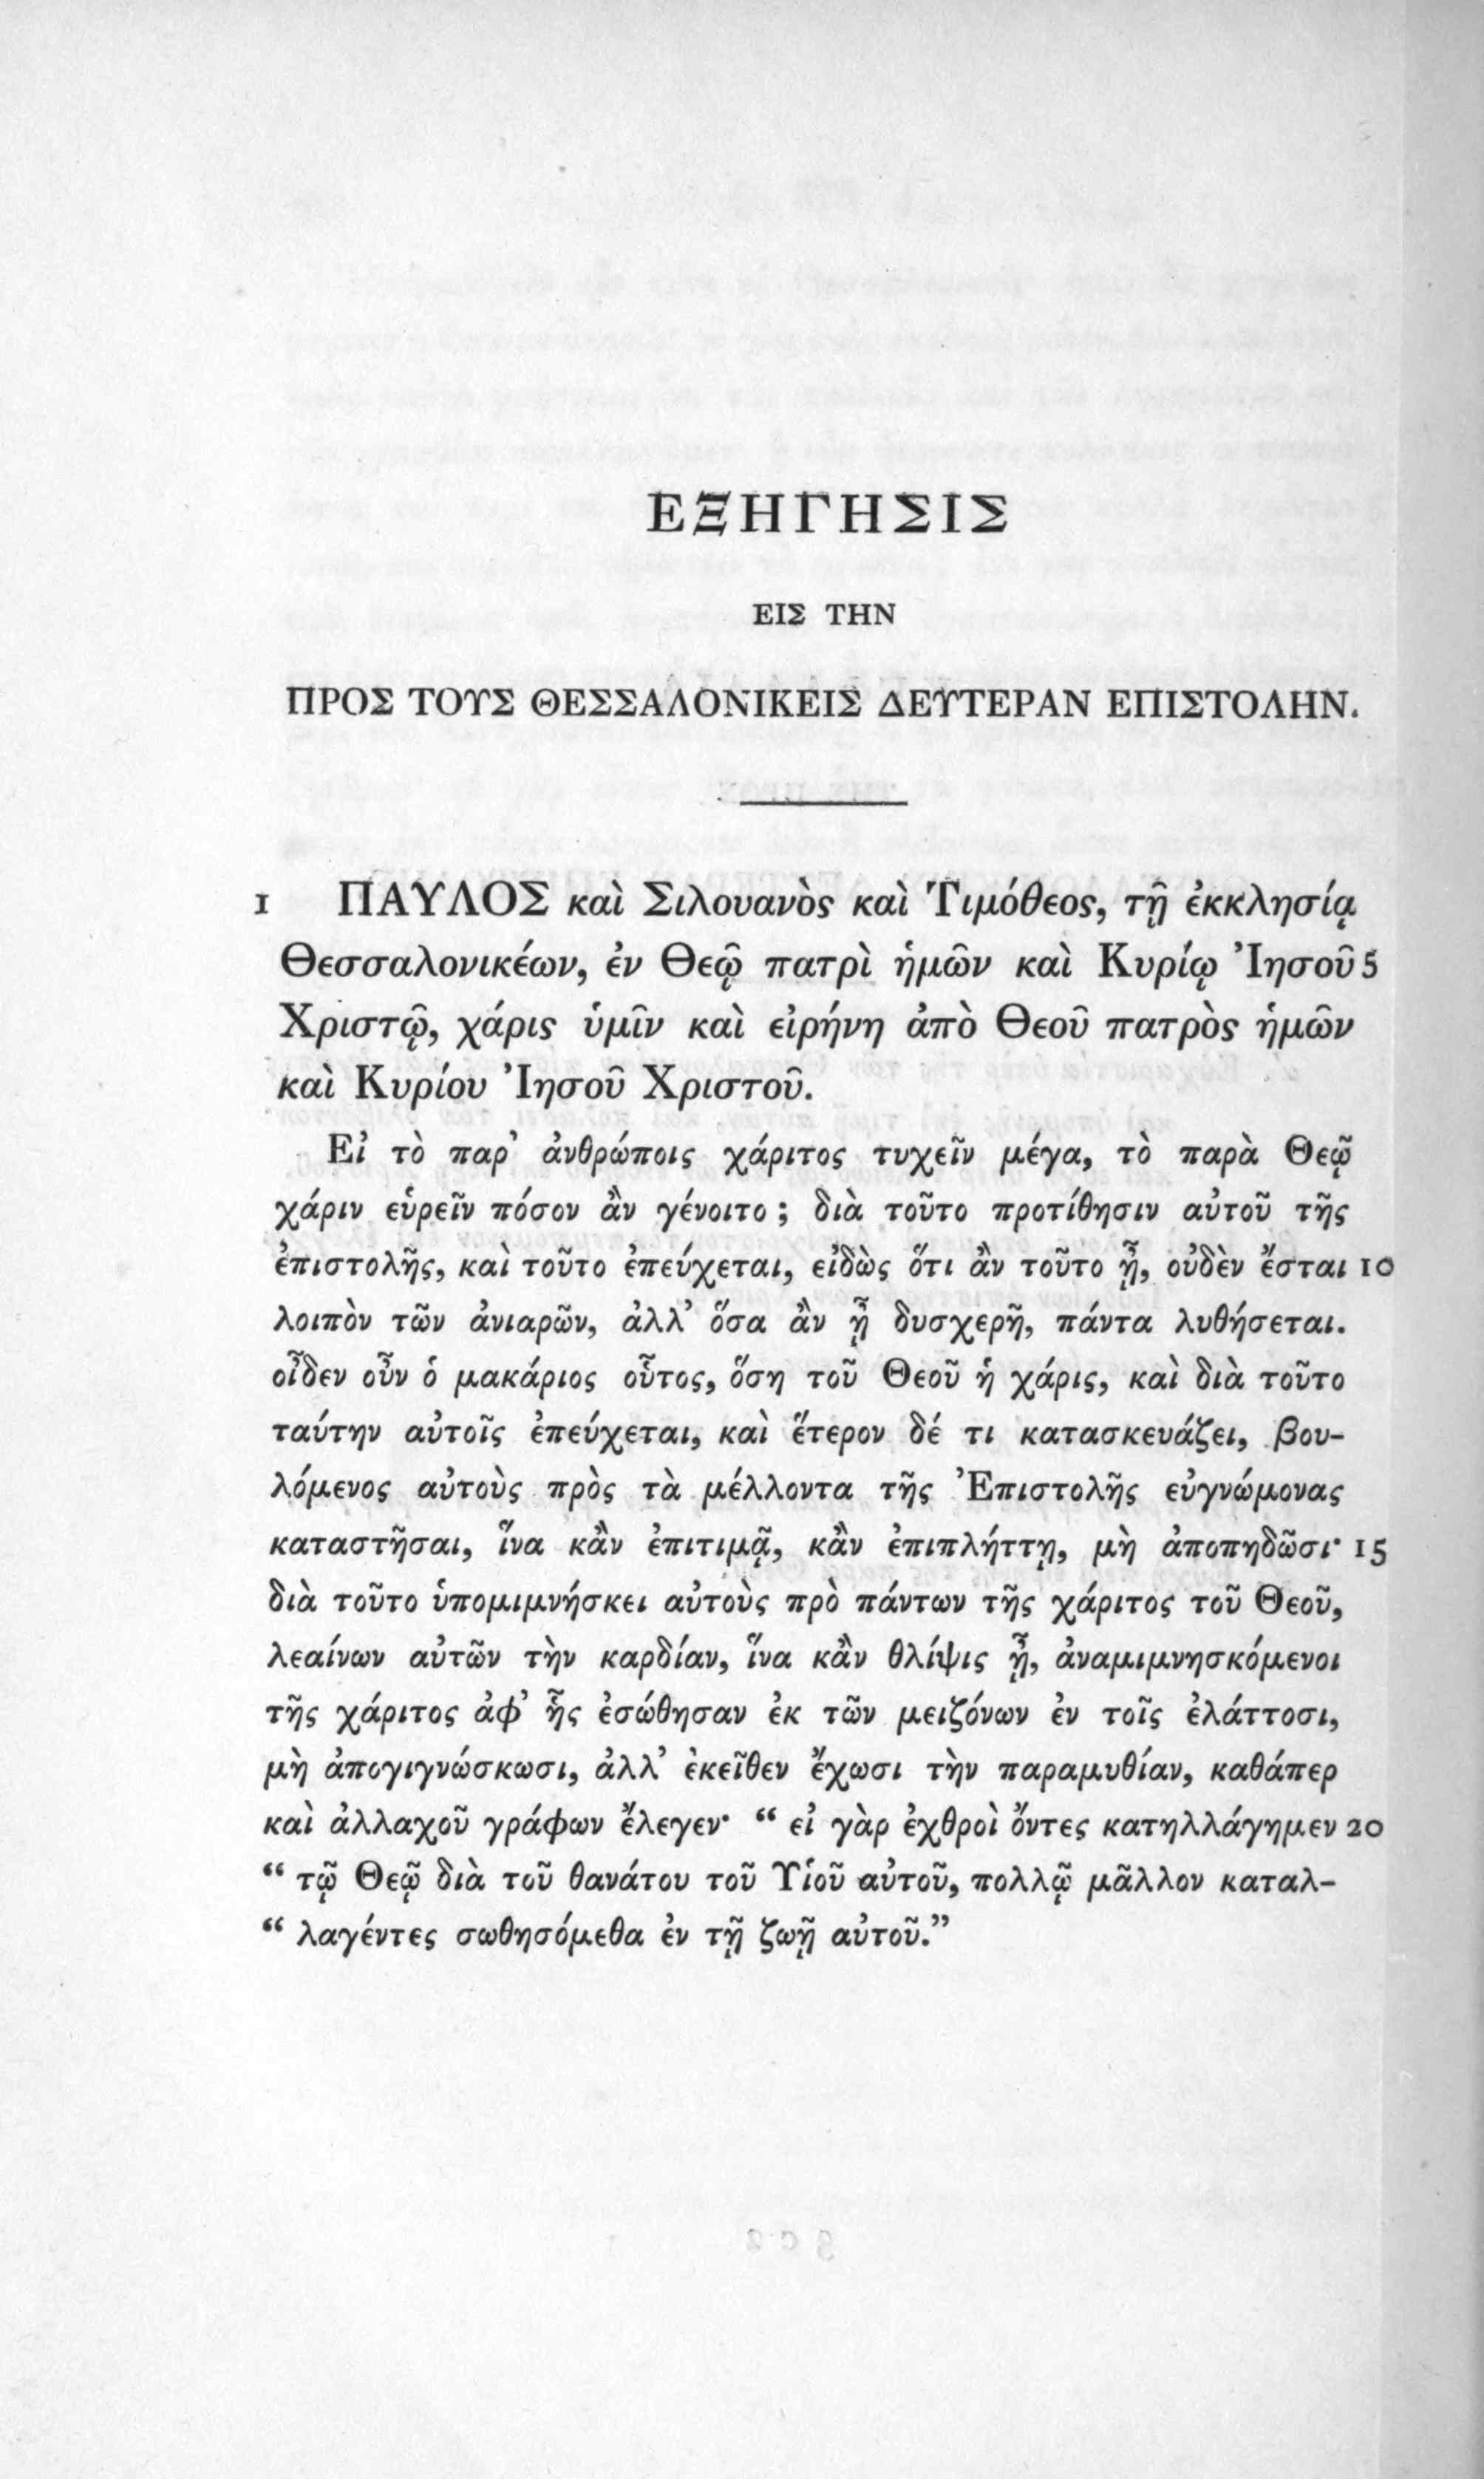 ΕΞΗΓΗΣΙΣ
ΕΙΣ ΤΗΝ
ΠΡΟΣ ΤΟΥΣ ΘΕΣΣΑΛΟΝΙΚΕΙΣ ΔΕΥΤΕΡΑΝ ΕΠΙΣΤΟΛΗΝ.
1 ΠΑΥΛΟΣ καὶ Σιλουανὸς καὶ Τιμόθεος, τῇ ἐκκλησίᾳ
Θεσσαλονικέων, ἐν Θεῷ πατρὶ ἡμῶν καὶ Κυρίῳ Ἰησοῦ 5
Χριστῷ, χάρις ὑμῖν καὶ εἰρήνη ἀπὸ Θεοῦ πατρὸς ἡμῶν
καὶ Κυρίου Ἰησοῦ Χριστοῦ.
Εἰ τὸ παρ’ ἀνθρώποις χάριτος τυχεῖν μέγα, τὸ παρὰ Θεῷ
χάριν εὑρεῖν πόσον ἂν γένοιτο ; διὰ τοῦτο προτίθησιν αὐτοῦ τῆς
ἐπιστολῆς, καὶ τοῦτο ἐπεύχεται, εἰδὼς ὅτι ἂν τοῦτο ᾖ, οὐδὲν ἔσται 10
λοιπὸν τῶν ἀνιαρῶν, ἀλλ’ ὅσα ἂν ᾖ δυσχερῆ, πάντα λυθήσεται.
οἶδεν οὖν ὁ μακάριος οὗτος, ὅση τοῦ Θεοῦ ἡ χάρις, καὶ διὰ τοῦτο
ταύτην αὐτοῖς ἐπεύχεται, καὶ ἕτερον δέ τι κατασκευάζει, βου-
λόμενος αὐτοὺς πρὸς τὰ μέλλοντα τῆς Ἐπιστολῆς εὐγνώμονας
καταστῆσαι, ἵνα κἂν ἐπιτιμᾷ, κἂν ἐπιπλήττῃ, μὴ ἀποπηδῶσι· 15
διὰ τοῦτο ὑπομιμνήσκει αὐτοὺς πρὸ πάντων τῆς χάριτος τοῦ Θεοῦ,
λεαίνων αὐτῶν τὴν καρδίαν, ἵνα κἂν θλίψις ᾖ, ἀναμιμνησκόμενοι
τῆς χάριτος ἀφ’ ἧς ἐσώθησαν ἐκ τῶν μειζόνων ἐν τοῖς ἐλάττοσι,
μὴ ἀπογιγνώσκωσι, ἀλλ’ ἐκεῖθεν ἔχωσι τὴν παραμυθίαν, καθάπερ
καὶ ἀλλαχοῦ γράφων ἔλεγεν· “ εἰ γὰρ ἐχθροὶ ὄντες κατηλλάγημεν 20
“ τῷ Θεῷ διὰ τοῦ θανάτου τοῦ Υἱοῦ αὐτοῦ, πολλῷ μᾶλλον καταλ-
“ λαγέντες σωθησόμεθα ἐν τῇ ζωῇ αὐτοῦ.”